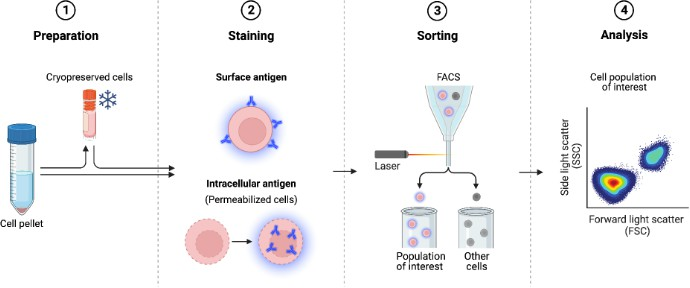 1
Preparation
Cryopreserved cells
Cell pellet
2
Staining
Surface antigen
Intracellular antigen
(Permeabilized cells)
3
Sorting
FACS
Laser
Population
of interest
Other
cells
4
Analysis
Cell population
of interest
Side light scatter
(SSC)
Forward light scatter
(FSC)